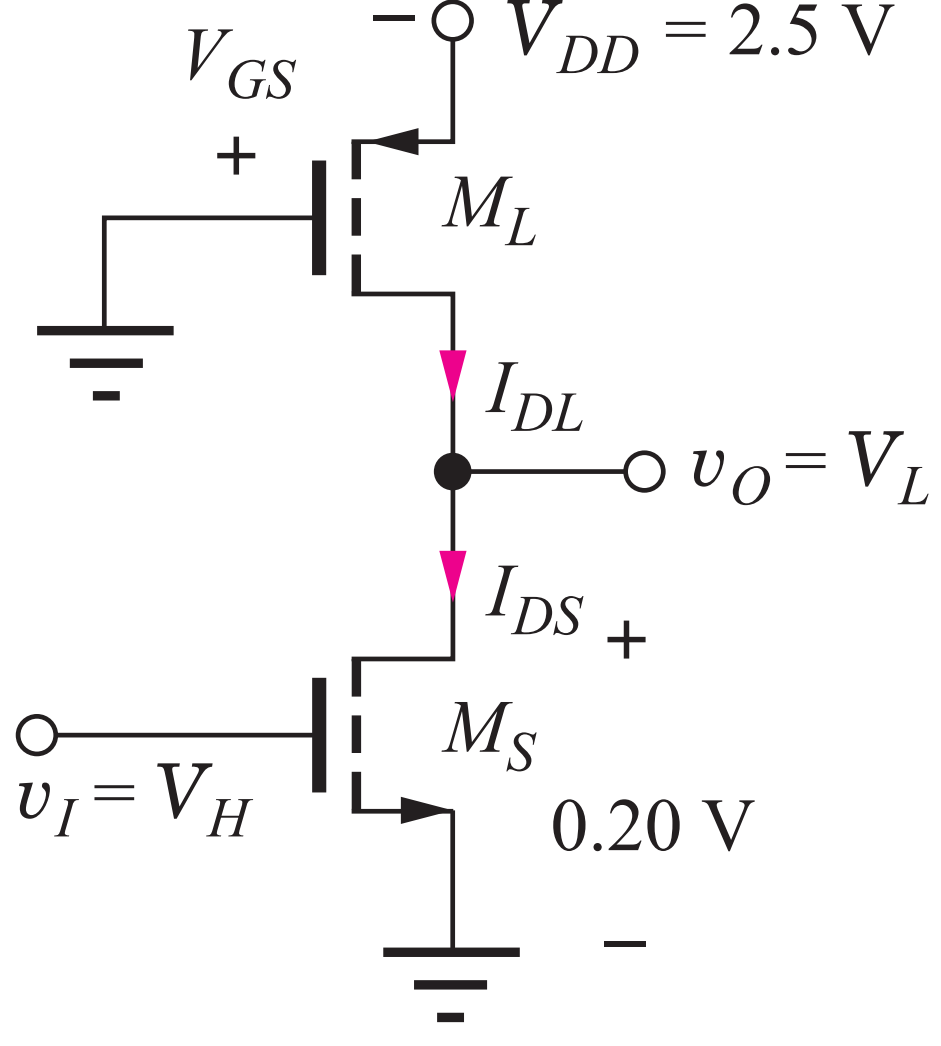 − V_DD = 2.5 V
V_GS
+
M_L
I_DL
v_O = V_L
I_DS
+
M_S
v_I = V_H
0.20 V
−